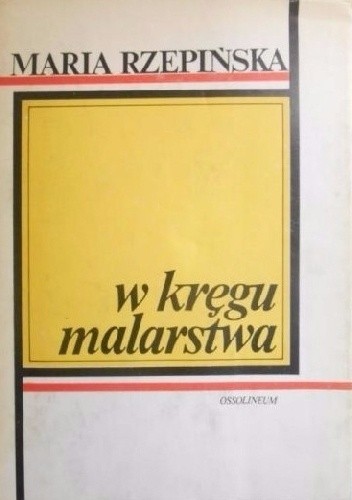 MARIA RZEPIŃSKA
w kręgu
malarstwa
OSSOLINEUM